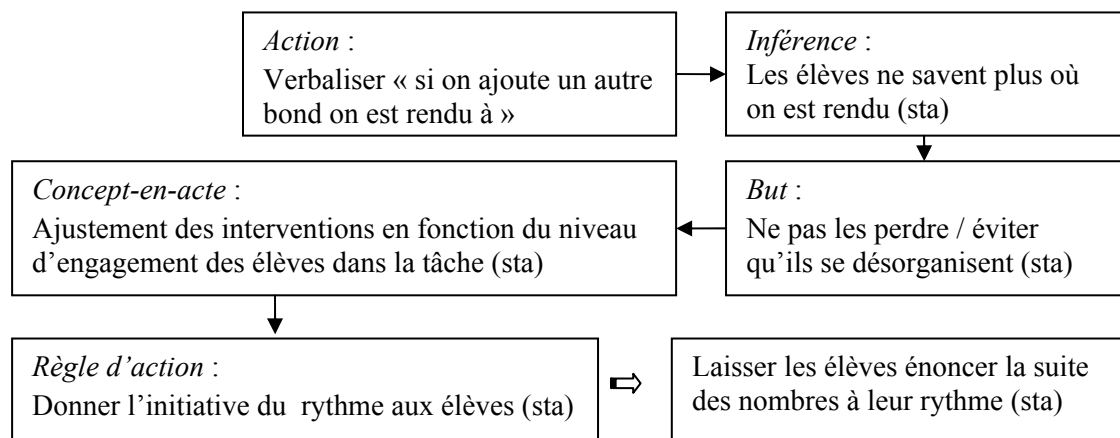 Action :
Verbaliser « si on ajoute un autre
bond on est rendu à »
Inférence :
Les élèves ne savent plus où
on est rendu (sta)
But :
Ne pas les perdre / éviter
qu’ils se désorganisent (sta)
Concept-en-acte :
Ajustement des interventions en fonction du niveau
d’engagement des élèves dans la tâche (sta)
Règle d’action :
Donner l’initiative du  rythme aux élèves (sta)
Laisser les élèves énoncer la suite
des nombres à leur rythme (sta)